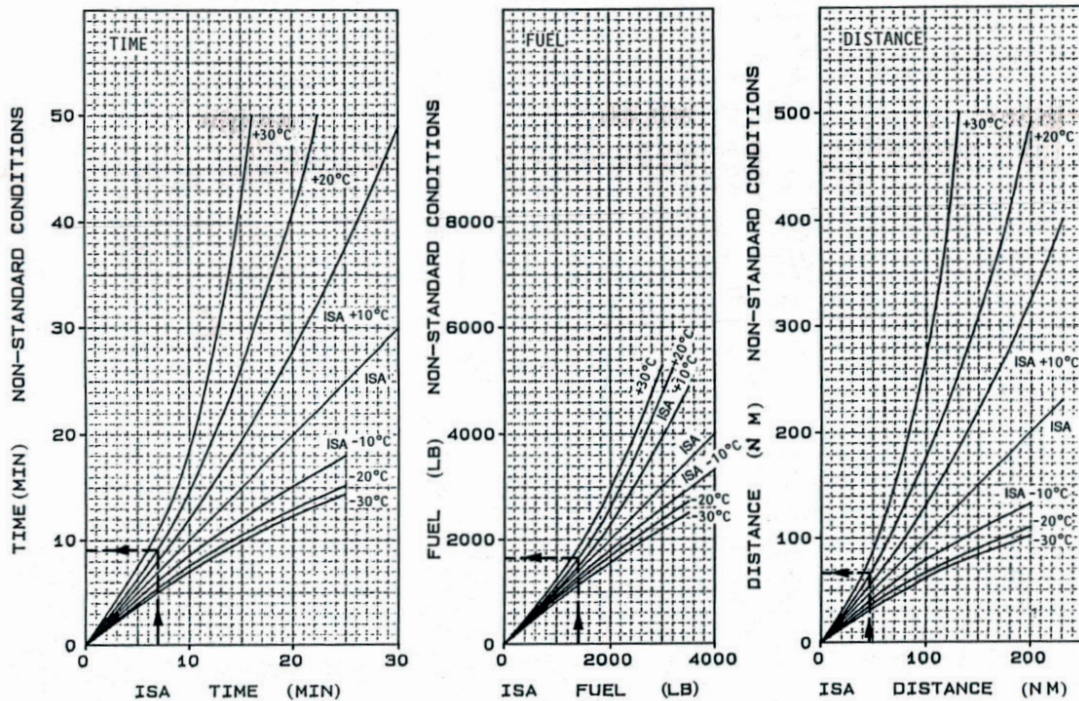 TIME
TIME (MIN) NON-STANDARD CONDITIONS
50
40
30
20
10
0
+30°C
+20°C
ISA +10°C
ISA
ISA -10°C
-20°C
-30°C
0 10 20 30
ISA TIME (MIN)
FUEL
FUEL (LB) NON-STANDARD CONDITIONS
8000
6000
4000
2000
0
+30°C
+20°C
ISA +10°C
ISA
ISA -10°C
-20°C
-30°C
0 2000 4000
ISA FUEL (LB)
DISTANCE
DISTANCE (NM) NON-STANDARD CONDITIONS
500
400
300
200
100
0
+30°C
+20°C
ISA +10°C
ISA
ISA -10°C
-20°C
-30°C
0 100 200
ISA DISTANCE (NM)